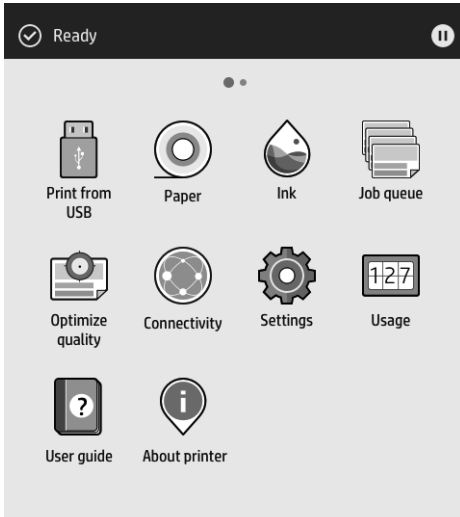 Ready
Print from
USB
Paper
Ink
Job queue
Optimize
quality
Connectivity
Settings
127
Usage
?
User guide
i
About printer